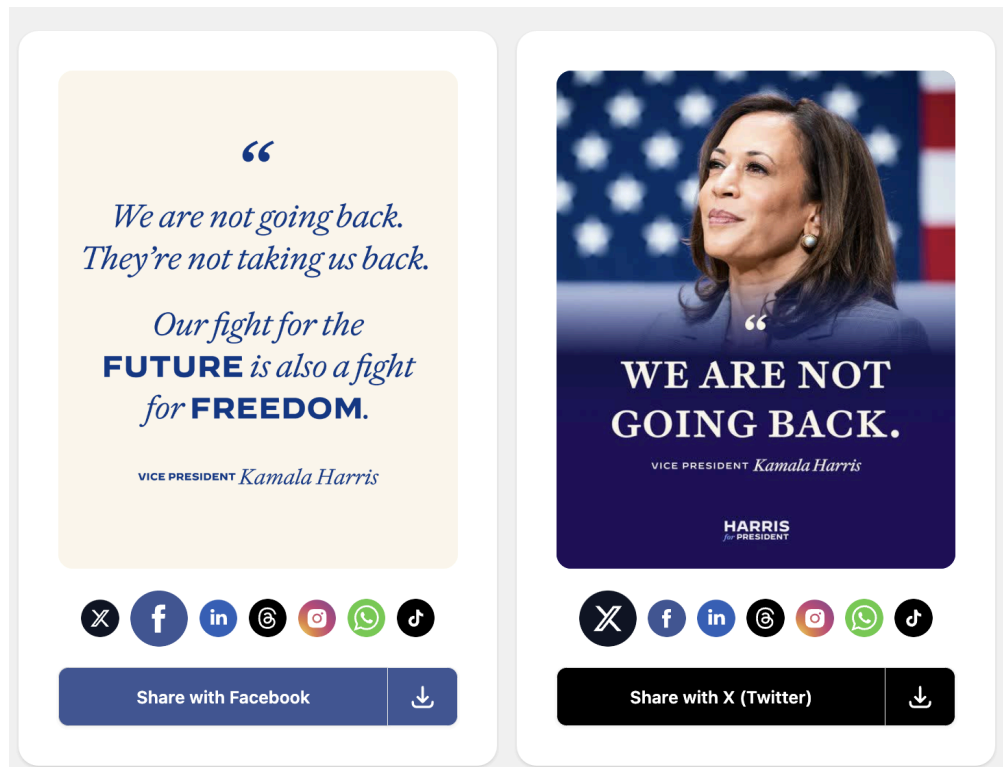 “
We are not going back.
They’re not taking us back.
Our fight for the
FUTURE is also a fight
for FREEDOM.
VICE PRESIDENT Kamala Harris
Share with Facebook
“
WE ARE NOT
GOING BACK.
VICE PRESIDENT Kamala Harris
HARRIS
for PRESIDENT
Share with X (Twitter)